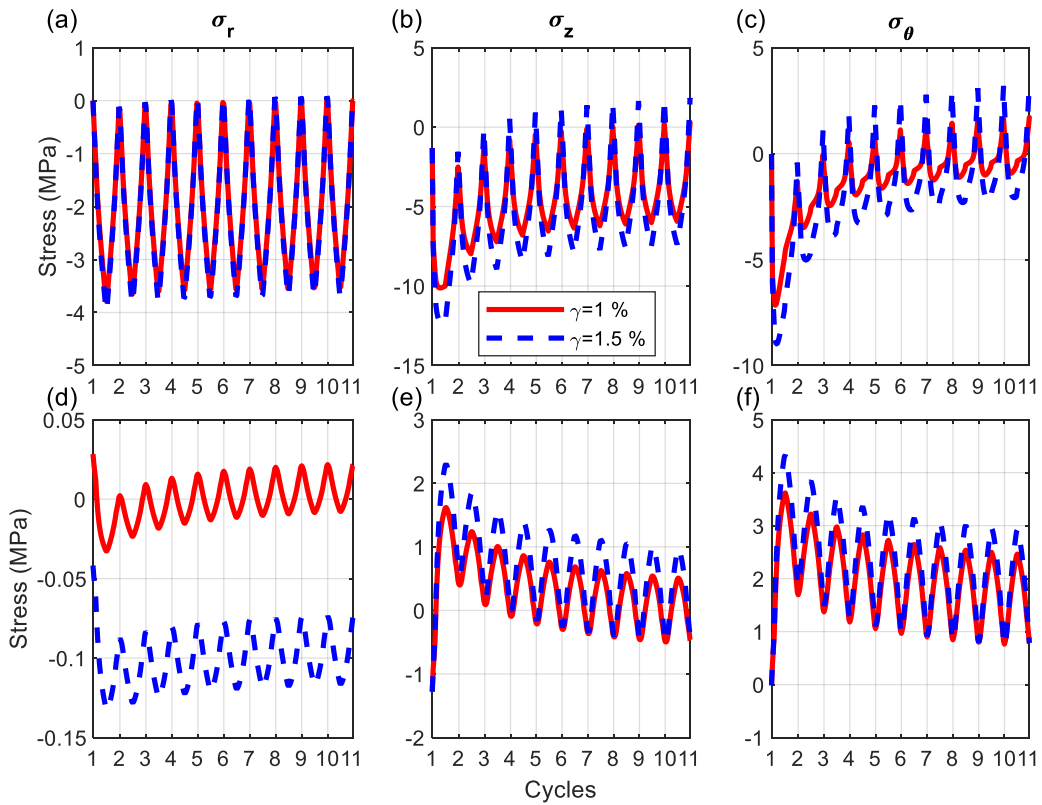 (a) σr (b) σz (c) σθ
1 5 5
0
-1
-2
-3
-4
-5
0
-5
-10
-15
0
-5
-10
Stress (MPa)
γ=1 %
γ=1.5 %
1 2 3 4 5 6 7 8 9 10 11
1 2 3 4 5 6 7 8 9 10 11
1 2 3 4 5 6 7 8 9 10 11
(d) (e) (f)
0.05
0
-0.05
-0.1
-0.15
3
2
1
0
-1
-2
5
4
3
2
1
0
-1
Stress (MPa)
1 2 3 4 5 6 7 8 9 10 11
1 2 3 4 5 6 7 8 9 10 11
1 2 3 4 5 6 7 8 9 10 11
Cycles